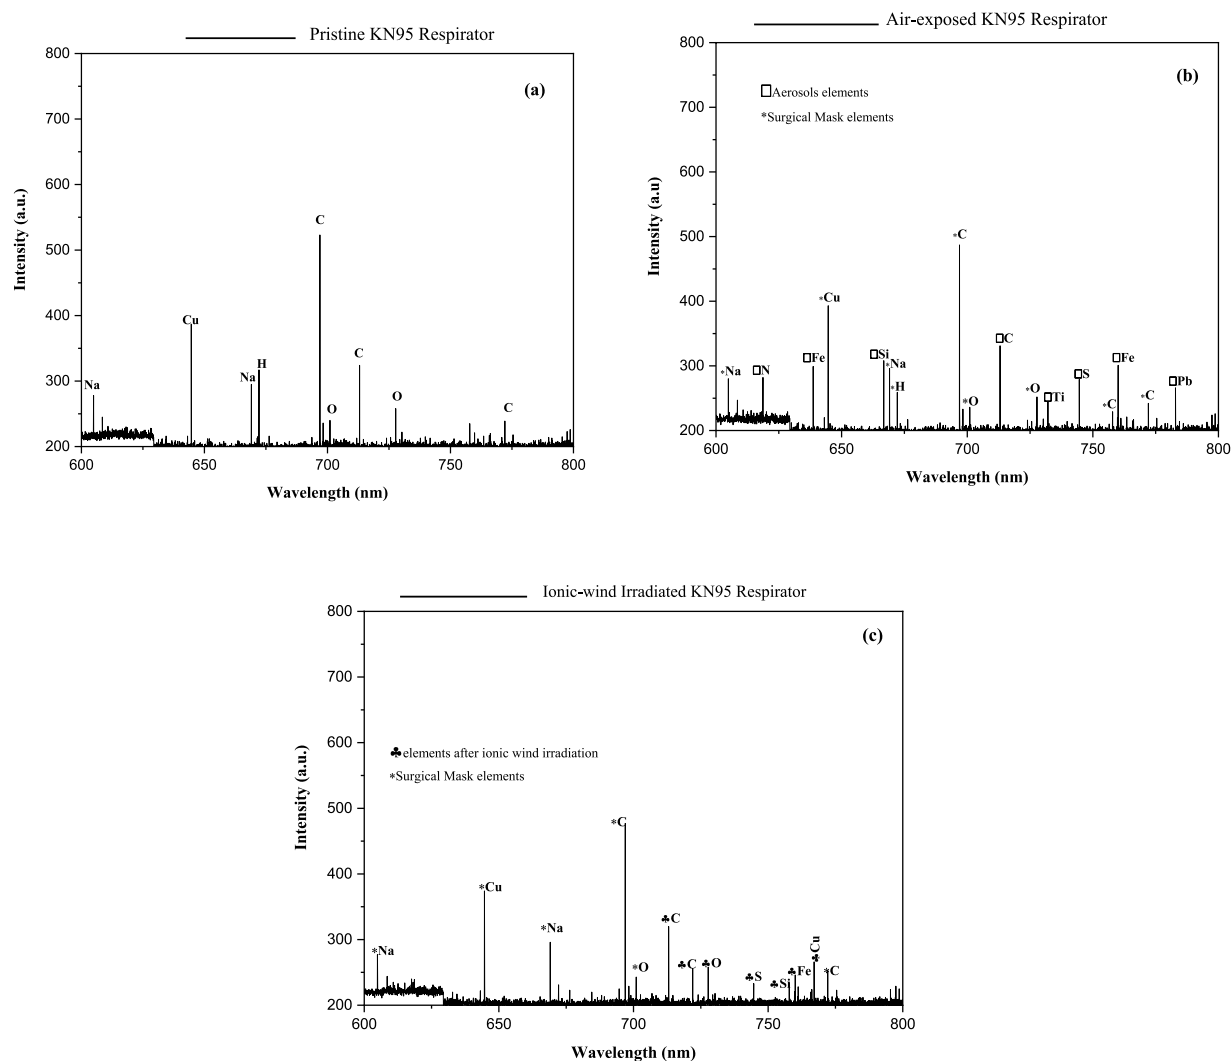 Pristine KN95 Respirator
(a)
800
700
600
500
400
300
200
Intensity (a.u.)
Na
Cu
Na
H
C
O
C
O
C
600
650
700
750
800
Wavelength (nm)
Air-exposed KN95 Respirator
(b)
□Aerosols elements
*Surgical Mask elements
800
700
600
500
400
300
200
Intensity (a.u)
*Na
□N
□Fe
*Cu
□Si
*Na
*H
*C
*O
□C
*O
□Ti
□S
*C
□Fe
*C
□Pb
600
650
700
750
800
Wavelength (nm)
Ionic-wind Irradiated KN95 Respirator
(c)
♣elements after ionic wind irradiation
*Surgical Mask elements
800
700
600
500
400
300
200
Intensity (a.u.)
*Na
*Cu
*Na
*C
*O
♣C
♣C
♣O
♣S
♣Si
♣Fe
♣Cu
*C
600
650
700
750
800
Wavelength (nm)